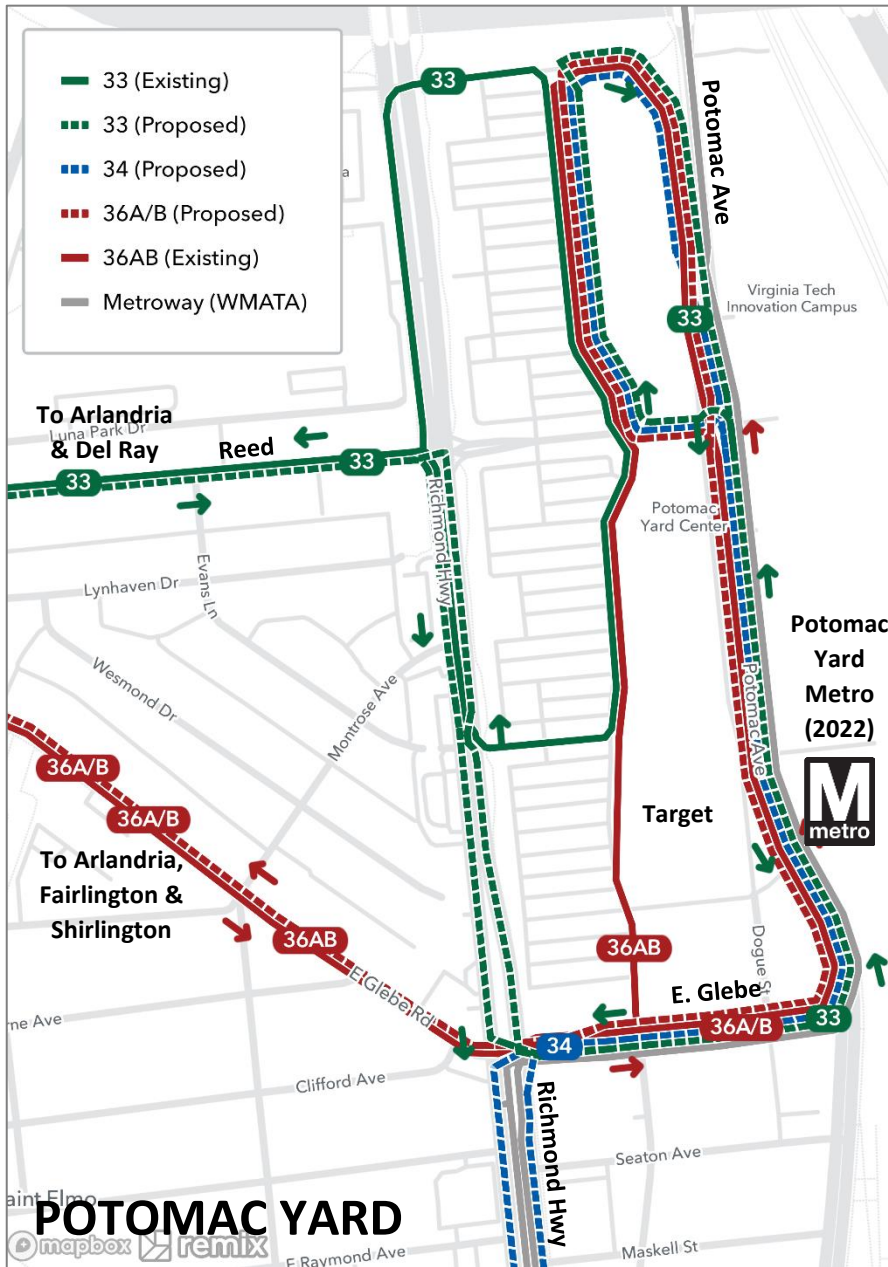 33 (Existing)
33 (Proposed)
34 (Proposed)
36A/B (Proposed)
36AB (Existing)
Metroway (WMATA)
33
Potomac Ave
a
33
Virginia Tech
Innovation Campus
To Arlandria
& Del Ray
Luna Park Dr
Reed
33
33
Richmond Hwy
Potomac
Yard Center
Evans Ln
Lynhaven Dr
Wesmond Dr
Montrose Ave
Potomac Ave
Potomac
Yard
Metro
(2022)
M
metro
36A/B
36A/B
To Arlandria,
Fairlington &
Shirlington
Target
36AB
36AB
Dogue St
E Glebe Rd
E. Glebe
36A/B
33
34
rne Ave
Clifford Ave
Richmond Hwy
Seaton Ave
aint Elmo
POTOMAC YARD
mapbox remix
E Raymond Ave
Maskell St